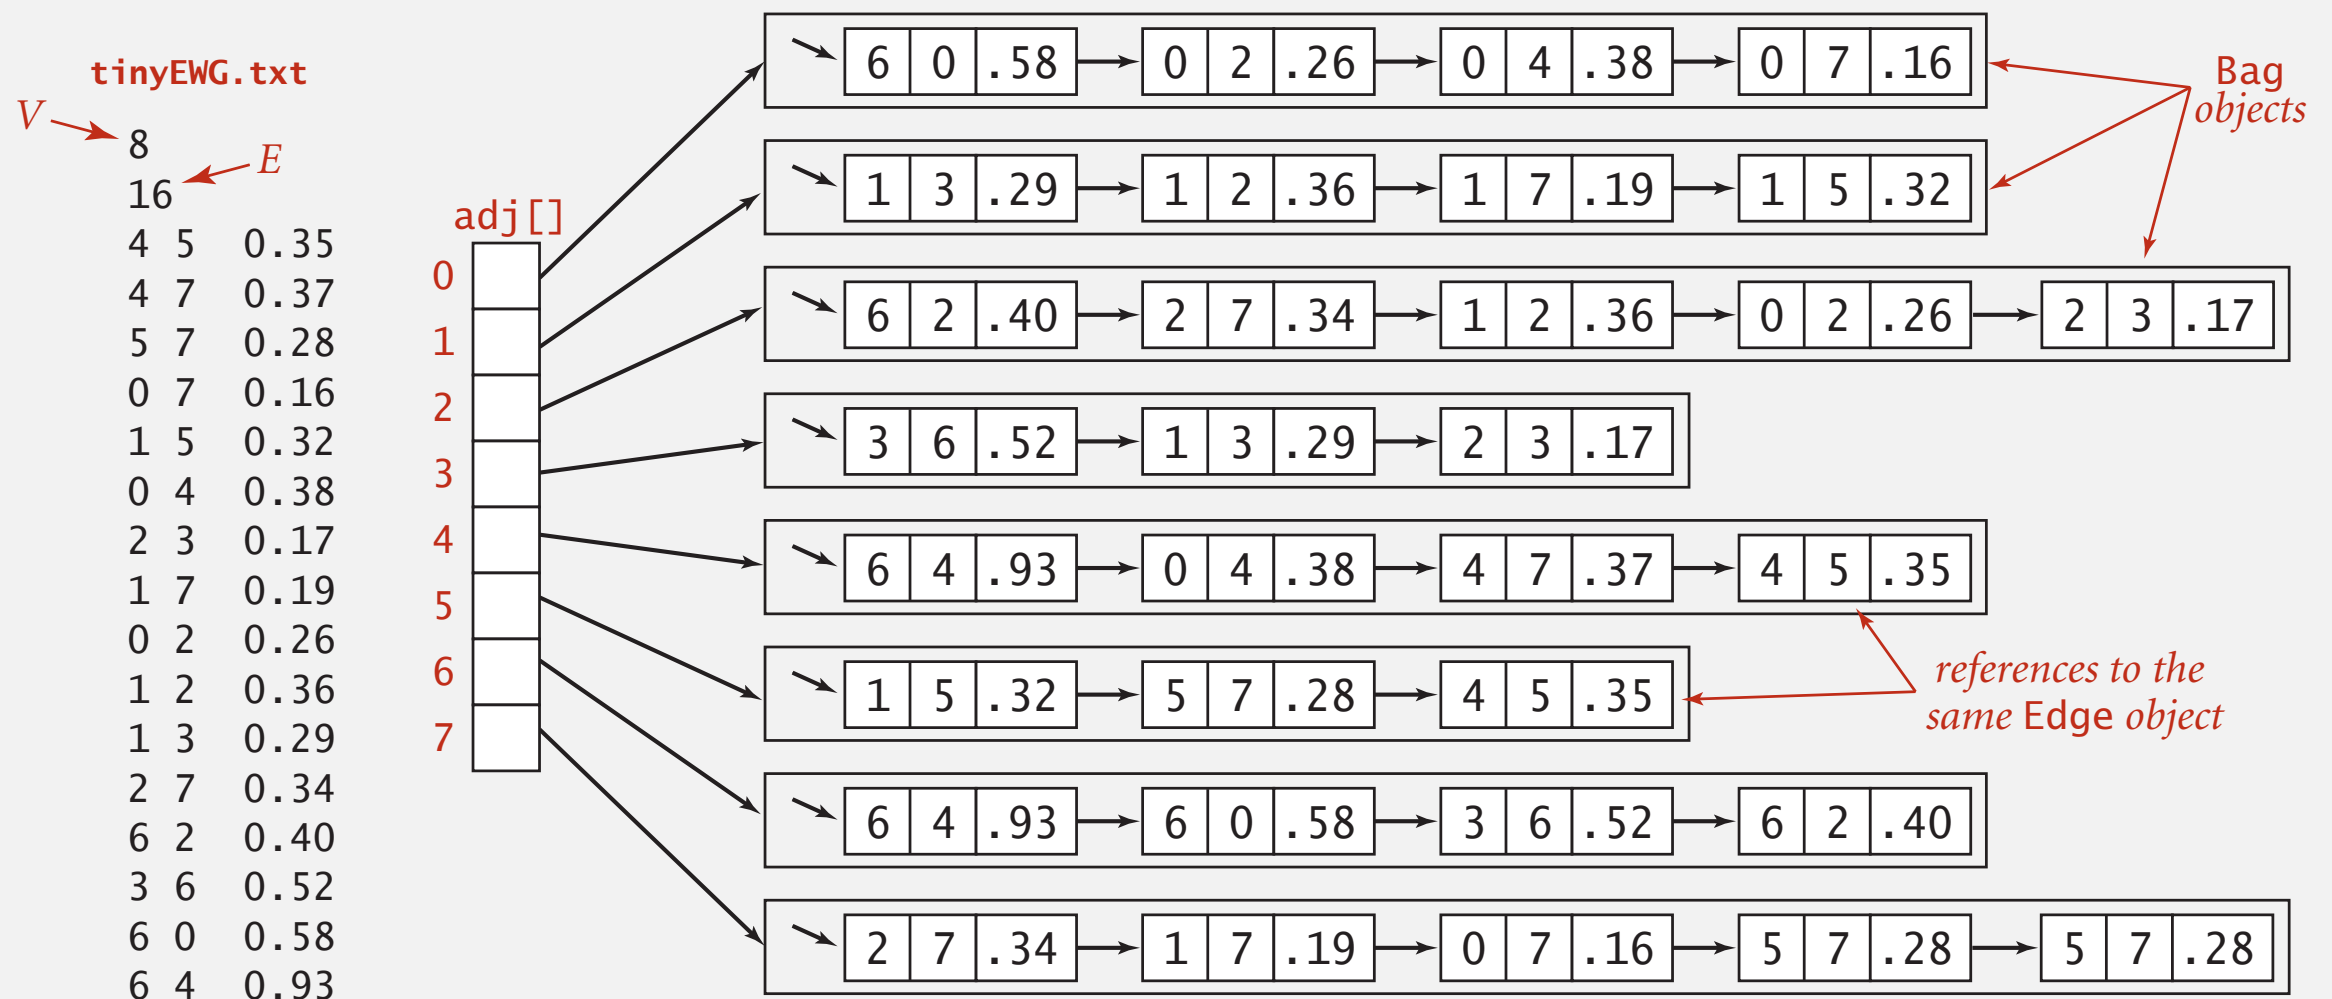 tinyEWG.txt
V
8
E
16
4 5 0.35
4 7 0.37
5 7 0.28
0 7 0.16
1 5 0.32
0 4 0.38
2 3 0.17
1 7 0.19
0 2 0.26
1 2 0.36
1 3 0.29
2 7 0.34
6 2 0.40
3 6 0.52
6 0 0.58
6 4 0.93
adj[]
0
1
2
3
4
5
6
7
6 0 .58 0 2 .26 0 4 .38 0 7 .16
1 3 .29 1 2 .36 1 7 .19 1 5 .32
6 2 .40 2 7 .34 1 2 .36 0 2 .26 2 3 .17
3 6 .52 1 3 .29 2 3 .17
6 4 .93 0 4 .38 4 7 .37 4 5 .35
1 5 .32 5 7 .28 4 5 .35
6 4 .93 6 0 .58 3 6 .52 6 2 .40
2 7 .34 1 7 .19 0 7 .16 5 7 .28 5 7 .28
Bag
objects
references to the
same Edge object